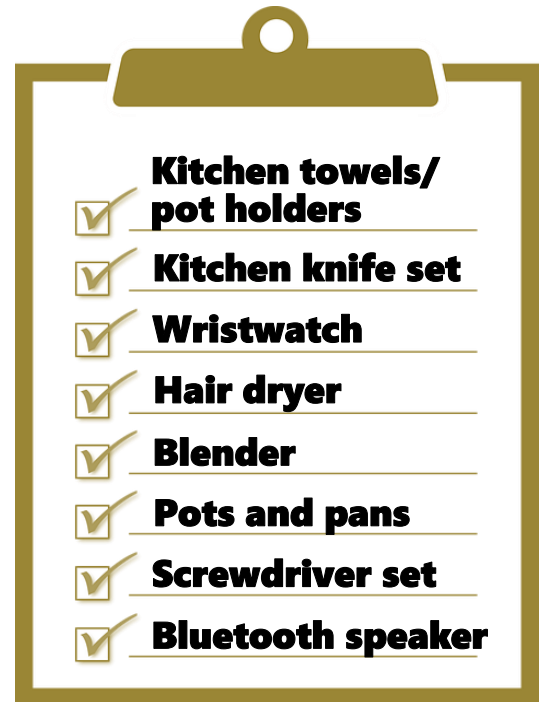 Kitchen towels/
pot holders
Kitchen knife set
Wristwatch
Hair dryer
Blender
Pots and pans
Screwdriver set
Bluetooth speaker